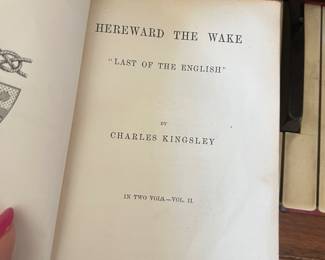 HEREWARD THE WAKE
"LAST OF THE ENGLISH"
BY
CHARLES KINGSLEY
IN TWO VOLS.—VOL. II.